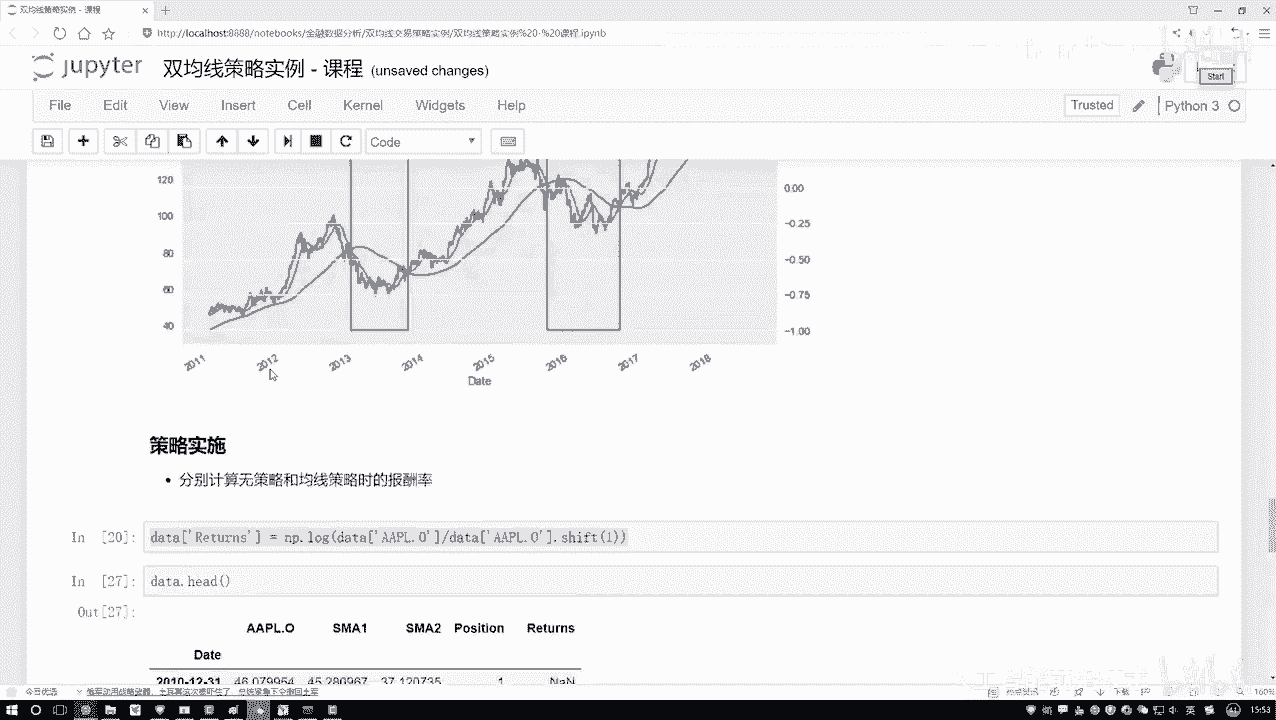 双均线策略实例 - 课程
http://localhost:8888/notebooks/金融数据分析/双均线交易策略实例/双均线策略实例%20-%20课程.ipynb
jupyter 双均线策略实例 - 课程 (unsaved changes)
Start
File Edit View Insert Cell Kernel Widgets Help
Trusted
Python 3
Code
120
100
80
60
40
0.00
−0.25
−0.50
−0.75
−1.00
2011 2012 2013 2014 2015 2016 2017 2018
Date
策略实施
• 分别计算无策略和均线策略时的报酬率
In [20]: data['Returns'] = np.log(data['AAPL.O']/data['AAPL.O'].shift(1))
In [27]: data.head()
Out[27]:
AAPL.O SMA1 SMA2 Position Returns
Date
2010-12-31 46.079954 45.280967 37.120735 1 NaN
今日优选
160%
15:53